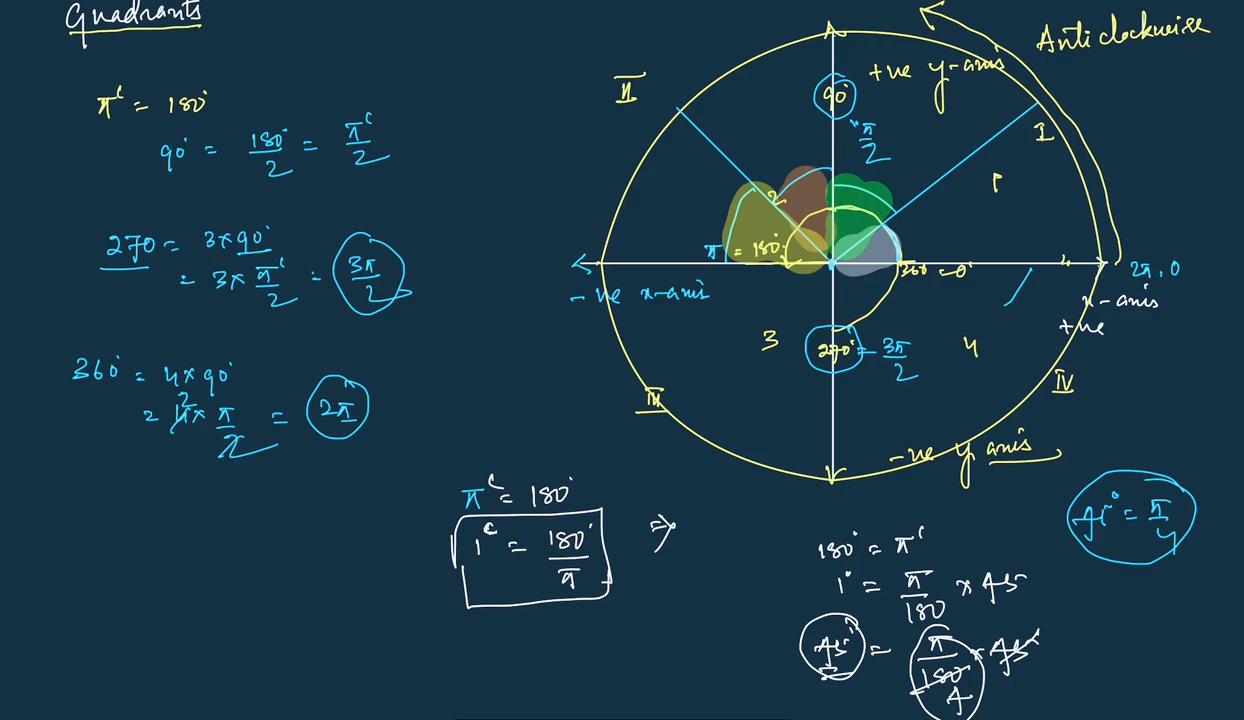 Quadrants
π^c = 180°
90° = 180°/2 = π^c/2
270 = 3×90°
= 3× π^c/2 = 3π/2
360° = 4×90°
= 4× π/2 = 2π
2
π^c = 180°
1^c = 180°/π ⇒
Anticlockwise
+ve y-axis
II
90°
π/2
I
1
2
π = 180°
360° = 0°
2π, 0
-ve x-axis
x-axis
+ve
3
270° = 3π/2
4
III
IV
-ve y axis
45° = π/4
180° = π^c
1° = π/180 × 45
45° = π/180 × 45
4